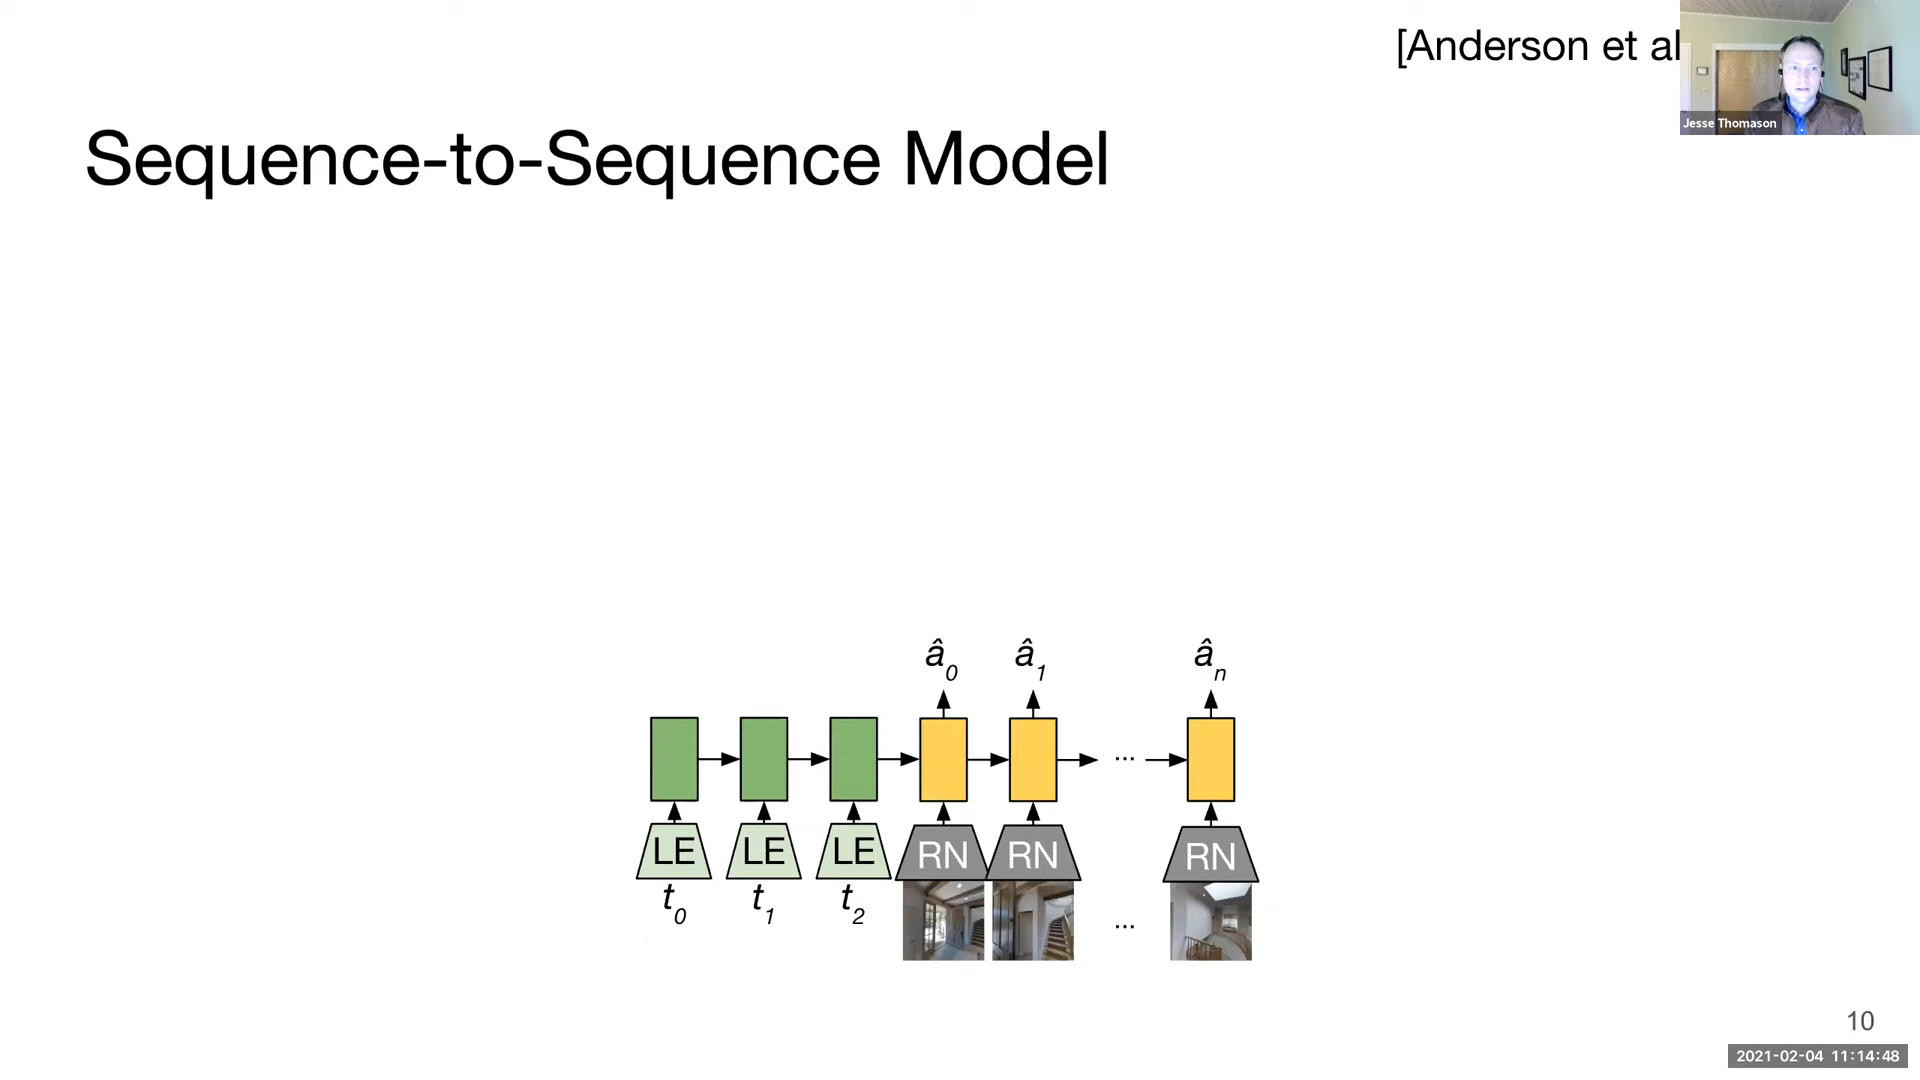 [Anderson et al
Jesse Thomason
Sequence-to-Sequence Model
â0 â1 ân
...
LE LE LE RN RN RN
t0 t1 t2
...
10
2021-02-04 11:14:48